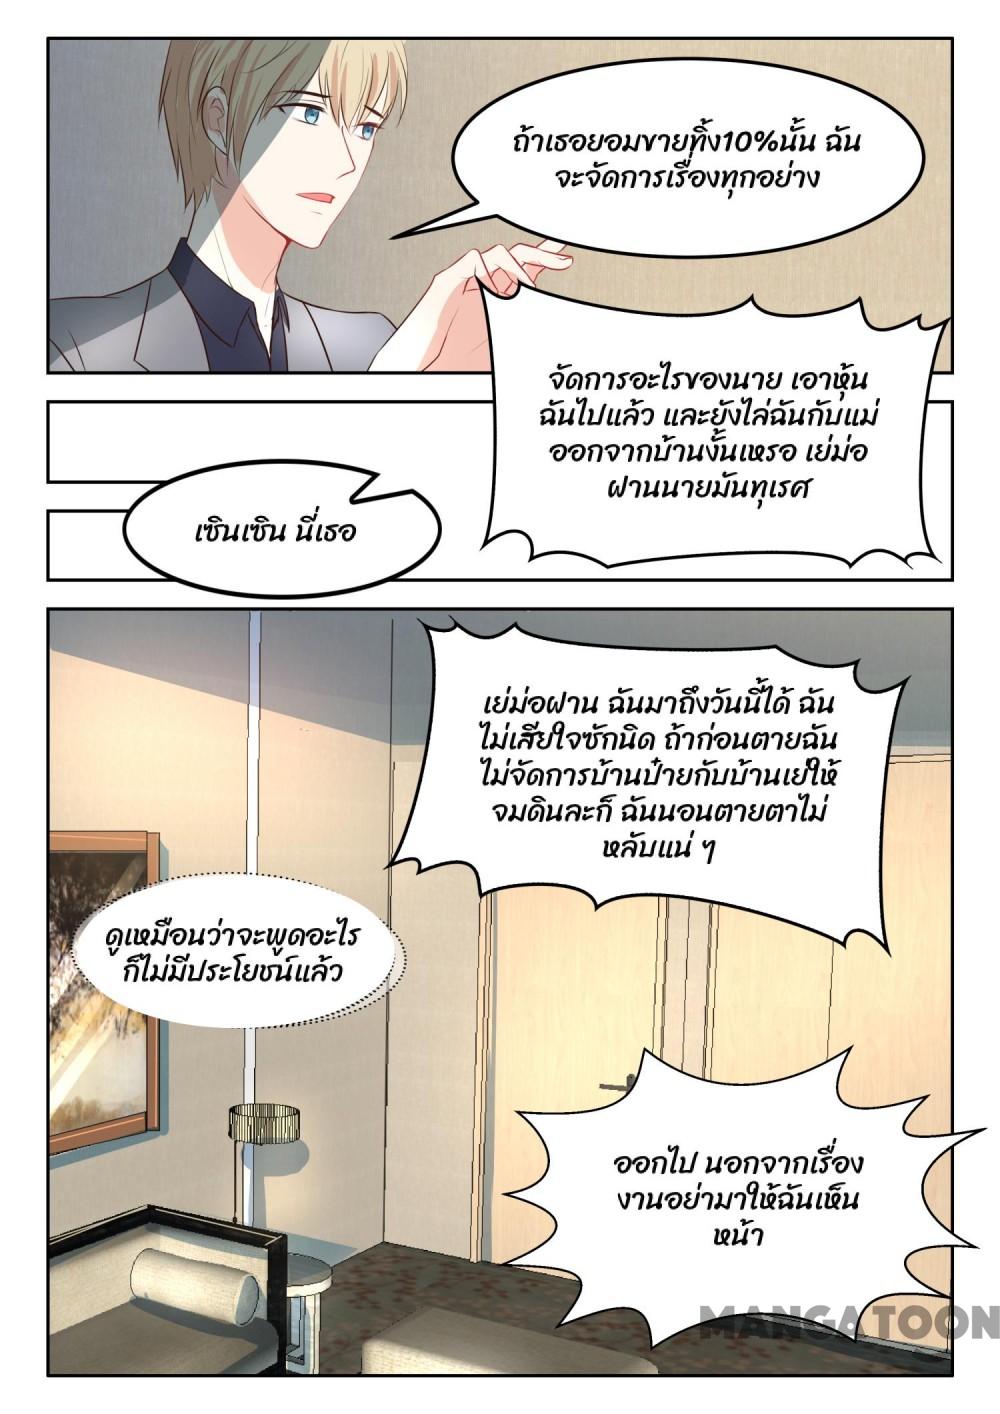 ถ้าเธอยอมขายทิ้ง10%นั้น ฉัน
จะจัดการเรื่องทุกอย่าง
จัดการอะไรของนาย เอาหุ้น
ฉันไปแล้ว และยังไล่ฉันกับแม่
ออกจากบ้านงั้นเหรอ เย่ม่อ
ฝานนายมันทุเรศ
เซินเซิน นี่เธอ
เย่ม่อฝาน ฉันมาถึงวันนี้ได้ ฉัน
ไม่เสียใจซักนิด ถ้าก่อนตายฉัน
ไม่จัดการบ้านป๋ายกับบ้านเย่ให้
จมดินละก็ ฉันนอนตายตาไม่
หลับแน่ ๆ
ดูเหมือนว่าจะพูดอะไร
ก็ไม่มีประโยชน์แล้ว
ออกไป นอกจากเรื่อง
งานอย่ามาให้ฉันเห็น
หน้า
MANGATOON